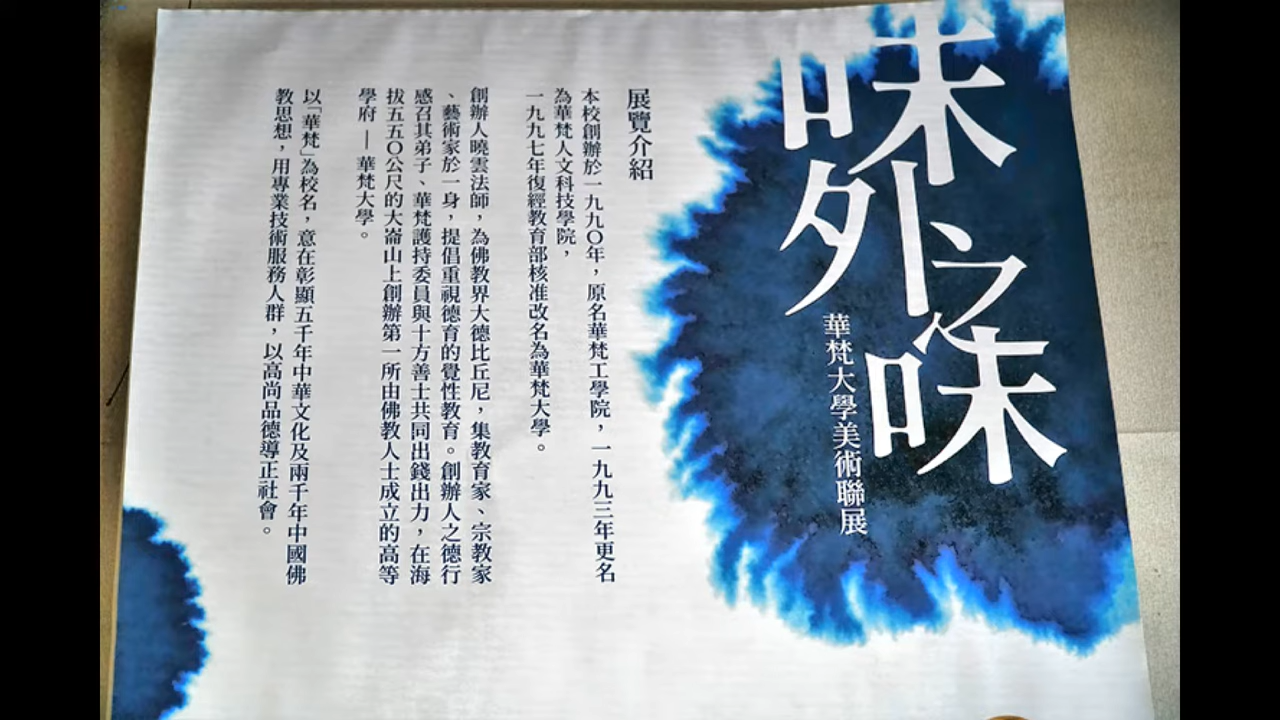 味外之味
華梵大學美術聯展
展覽介紹
本校創辦於一九九〇年，原名華梵工學院，一九九三年更名
為華梵人文科技學院，
一九九七年復經教育部核准改名為華梵大學。
創辦人曉雲法師，為佛教界大德比丘尼，集教育家、宗教家
、藝術家於一身，提倡重視德育的覺性教育。創辦人之德行
感召其弟子、華梵護持委員與十方善士共同出錢出力，在海
拔五五〇公尺的大崙山上創辦第一所由佛教人士成立的高等
學府 — 華梵大學。
以「華梵」為校名，意在彰顯五千年中華文化及兩千年中國佛
教思想，用專業技術服務人群，以高尚品德導正社會。